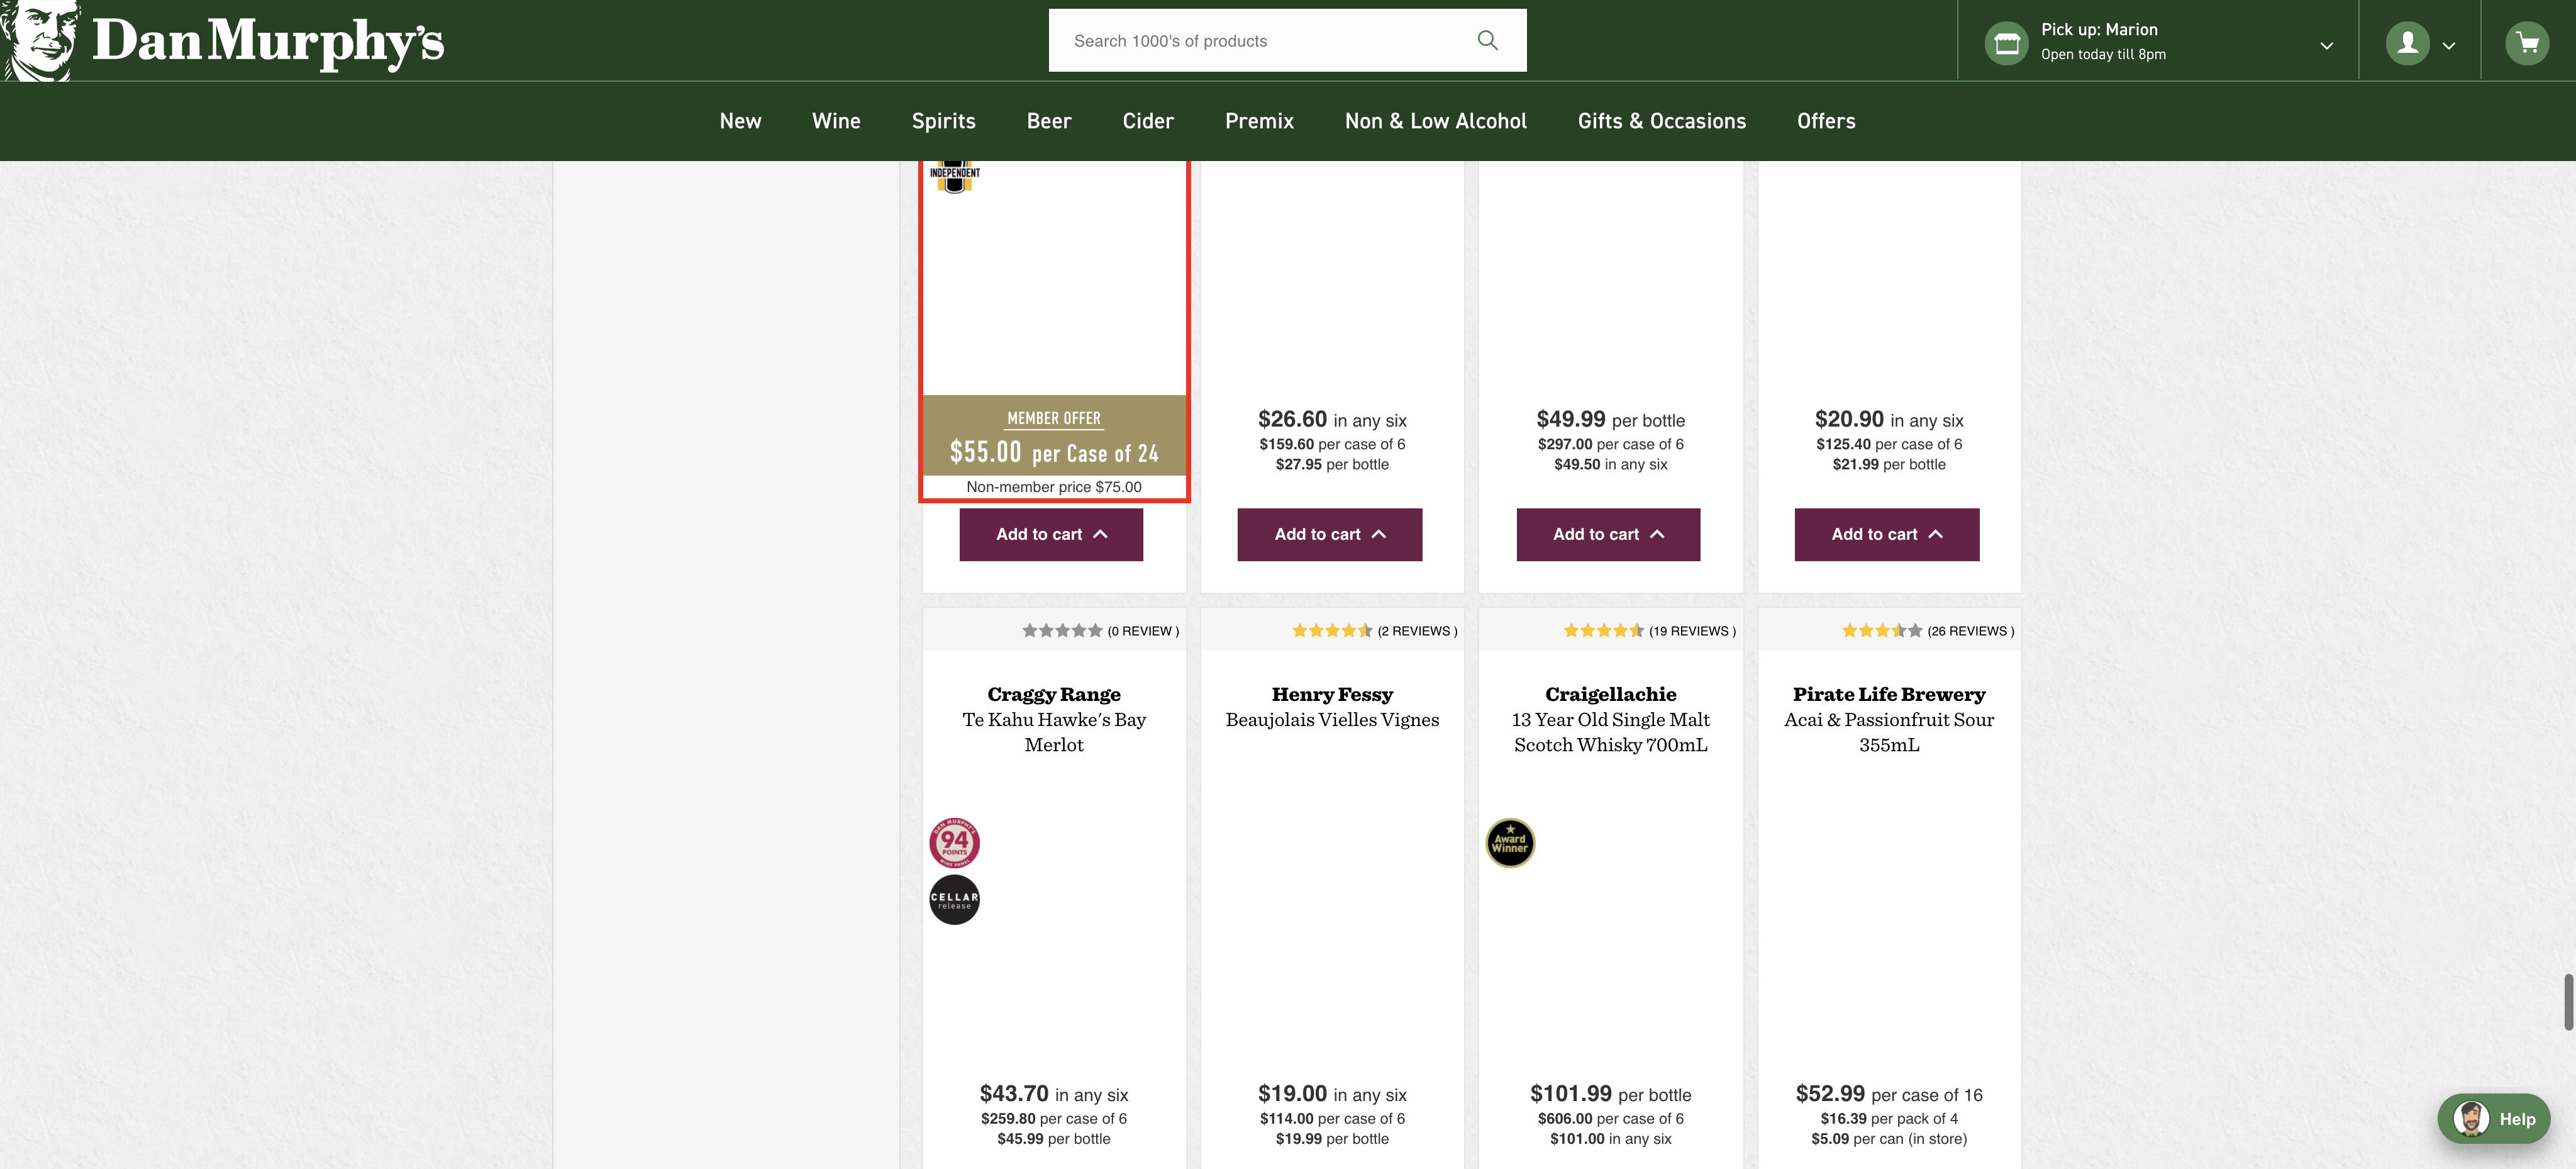 Dan Murphy's
Search 1000's of products
Pick up: Marion
Open today till 8pm
New
Wine
Spirits
Beer
Cider
Premix
Non & Low Alcohol
Gifts & Occasions
Offers
INDEPENDENT
MEMBER OFFER
$55.00 per Case of 24
Non-member price $75.00
Add to cart
$26.60 in any six
$159.60 per case of 6
$27.95 per bottle
Add to cart
$49.99 per bottle
$297.00 per case of 6
$49.50 in any six
Add to cart
$20.90 in any six
$125.40 per case of 6
$21.99 per bottle
Add to cart
(0 REVIEW )
Craggy Range
Te Kahu Hawke's Bay
Merlot
DAN MURPHY'S
94
POINTS
WINE PANEL
CELLAR
release
$43.70 in any six
$259.80 per case of 6
$45.99 per bottle
(2 REVIEWS )
Henry Fessy
Beaujolais Vielles Vignes
$19.00 in any six
$114.00 per case of 6
$19.99 per bottle
(19 REVIEWS )
Craigellachie
13 Year Old Single Malt
Scotch Whisky 700mL
Award
Winner
$101.99 per bottle
$606.00 per case of 6
$101.00 in any six
(26 REVIEWS )
Pirate Life Brewery
Acai & Passionfruit Sour
355mL
$52.99 per case of 16
$16.39 per pack of 4
$5.09 per can (in store)
Help